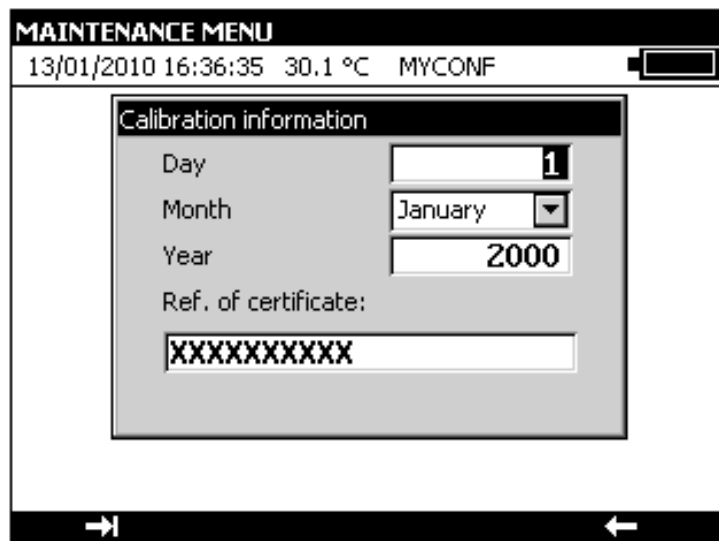 MAINTENANCE MENU
13/01/2010 16:36:35 30.1 °C MYCONF
Calibration information
Day 1
Month January
Year 2000
Ref. of certificate:
XXXXXXXXXX